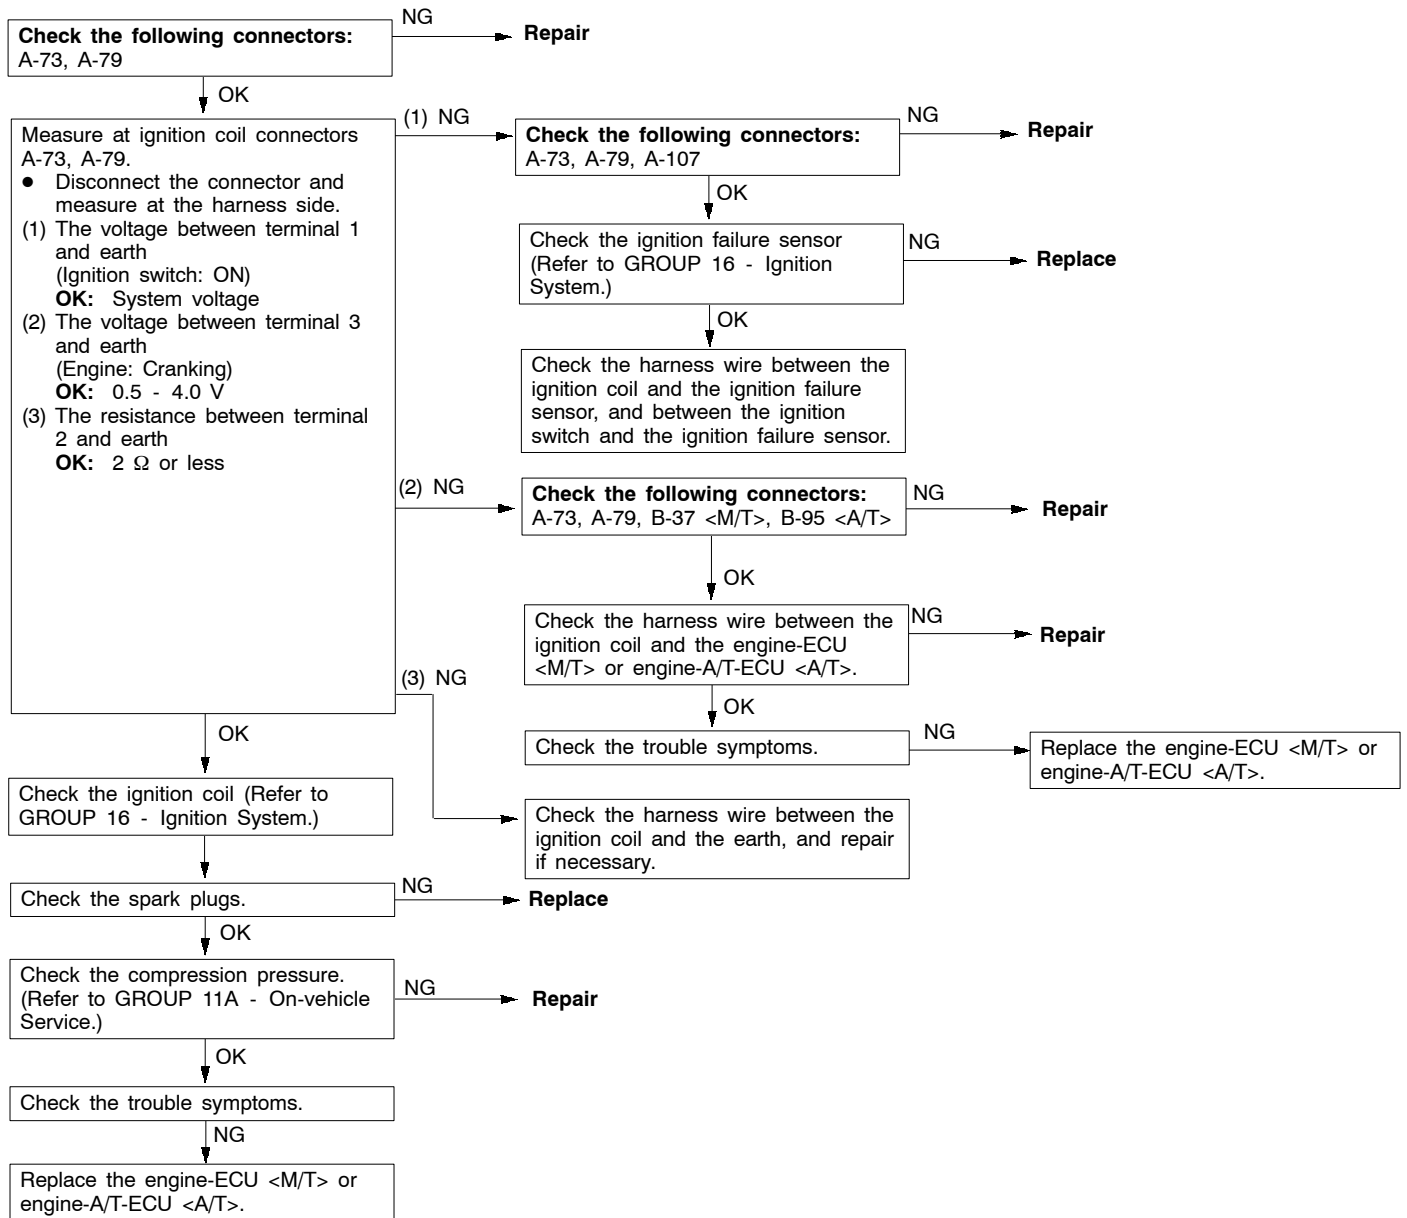 Check the following connectors:
A-73, A-79
NG
Repair
OK
Measure at ignition coil connectors
A-73, A-79.
● Disconnect the connector and
measure at the harness side.
(1) The voltage between terminal 1
and earth
(Ignition switch: ON)
OK: System voltage
(2) The voltage between terminal 3
and earth
(Engine: Cranking)
OK: 0.5 - 4.0 V
(3) The resistance between terminal
2 and earth
OK: 2 Ω or less
(1) NG
Check the following connectors:
A-73, A-79, A-107
NG
Repair
OK
Check the ignition failure sensor
(Refer to GROUP 16 - Ignition
System.)
NG
Replace
OK
Check the harness wire between the
ignition coil and the ignition failure
sensor, and between the ignition
switch and the ignition failure sensor.
(2) NG
Check the following connectors:
A-73, A-79, B-37 <M/T>, B-95 <A/T>
NG
Repair
OK
Check the harness wire between the
ignition coil and the engine-ECU
<M/T> or engine-A/T-ECU <A/T>.
NG
Repair
OK
Check the trouble symptoms.
NG
Replace the engine-ECU <M/T> or
engine-A/T-ECU <A/T>.
(3) NG
Check the harness wire between the
ignition coil and the earth, and repair
if necessary.
OK
Check the ignition coil (Refer to
GROUP 16 - Ignition System.)
Check the spark plugs.
NG
Replace
OK
Check the compression pressure.
(Refer to GROUP 11A - On-vehicle
Service.)
NG
Repair
OK
Check the trouble symptoms.
NG
Replace the engine-ECU <M/T> or
engine-A/T-ECU <A/T>.